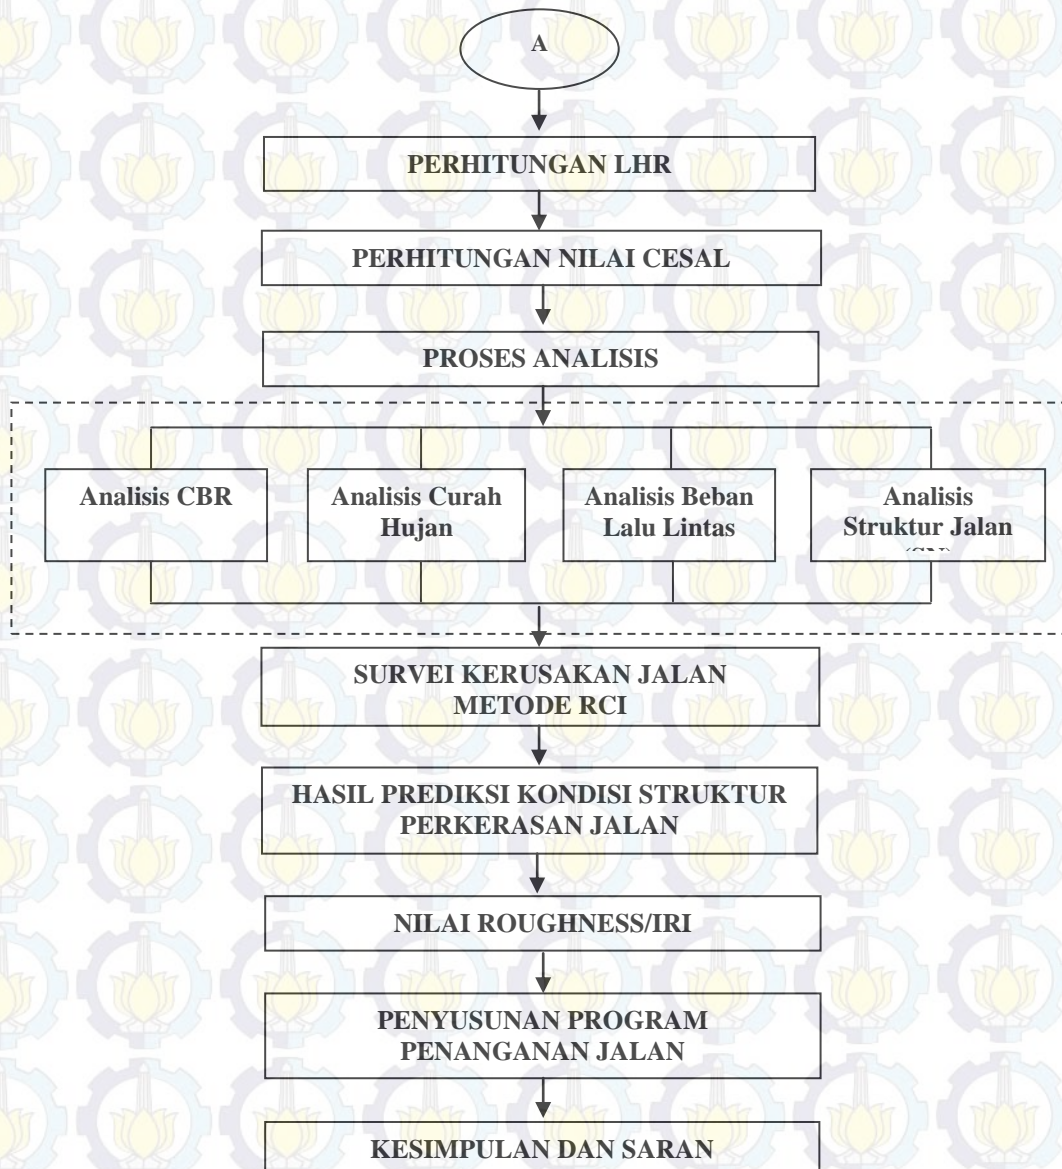 A
PERHITUNGAN LHR
PERHITUNGAN NILAI CESAL
PROSES ANALISIS
Analisis CBR
Analisis Curah
Hujan
Analisis Beban
Lalu Lintas
Analisis
Struktur Jalan
SURVEI KERUSAKAN JALAN
METODE RCI
HASIL PREDIKSI KONDISI STRUKTUR
PERKERASAN JALAN
NILAI ROUGHNESS/IRI
PENYUSUNAN PROGRAM
PENANGANAN JALAN
KESIMPULAN DAN SARAN